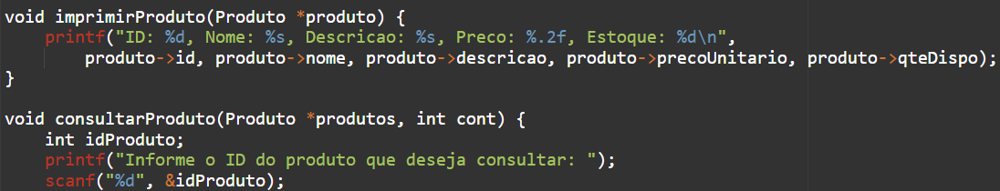 void imprimirProduto(Produto *produto) {
    printf("ID: %d, Nome: %s, Descricao: %s, Preco: %.2f, Estoque: %d\n",
        produto->id, produto->nome, produto->descricao, produto->precoUnitario, produto->qteDispo);
}

void consultarProduto(Produto *produtos, int cont) {
    int idProduto;
    printf("Informe o ID do produto que deseja consultar: ");
    scanf("%d", &idProduto);